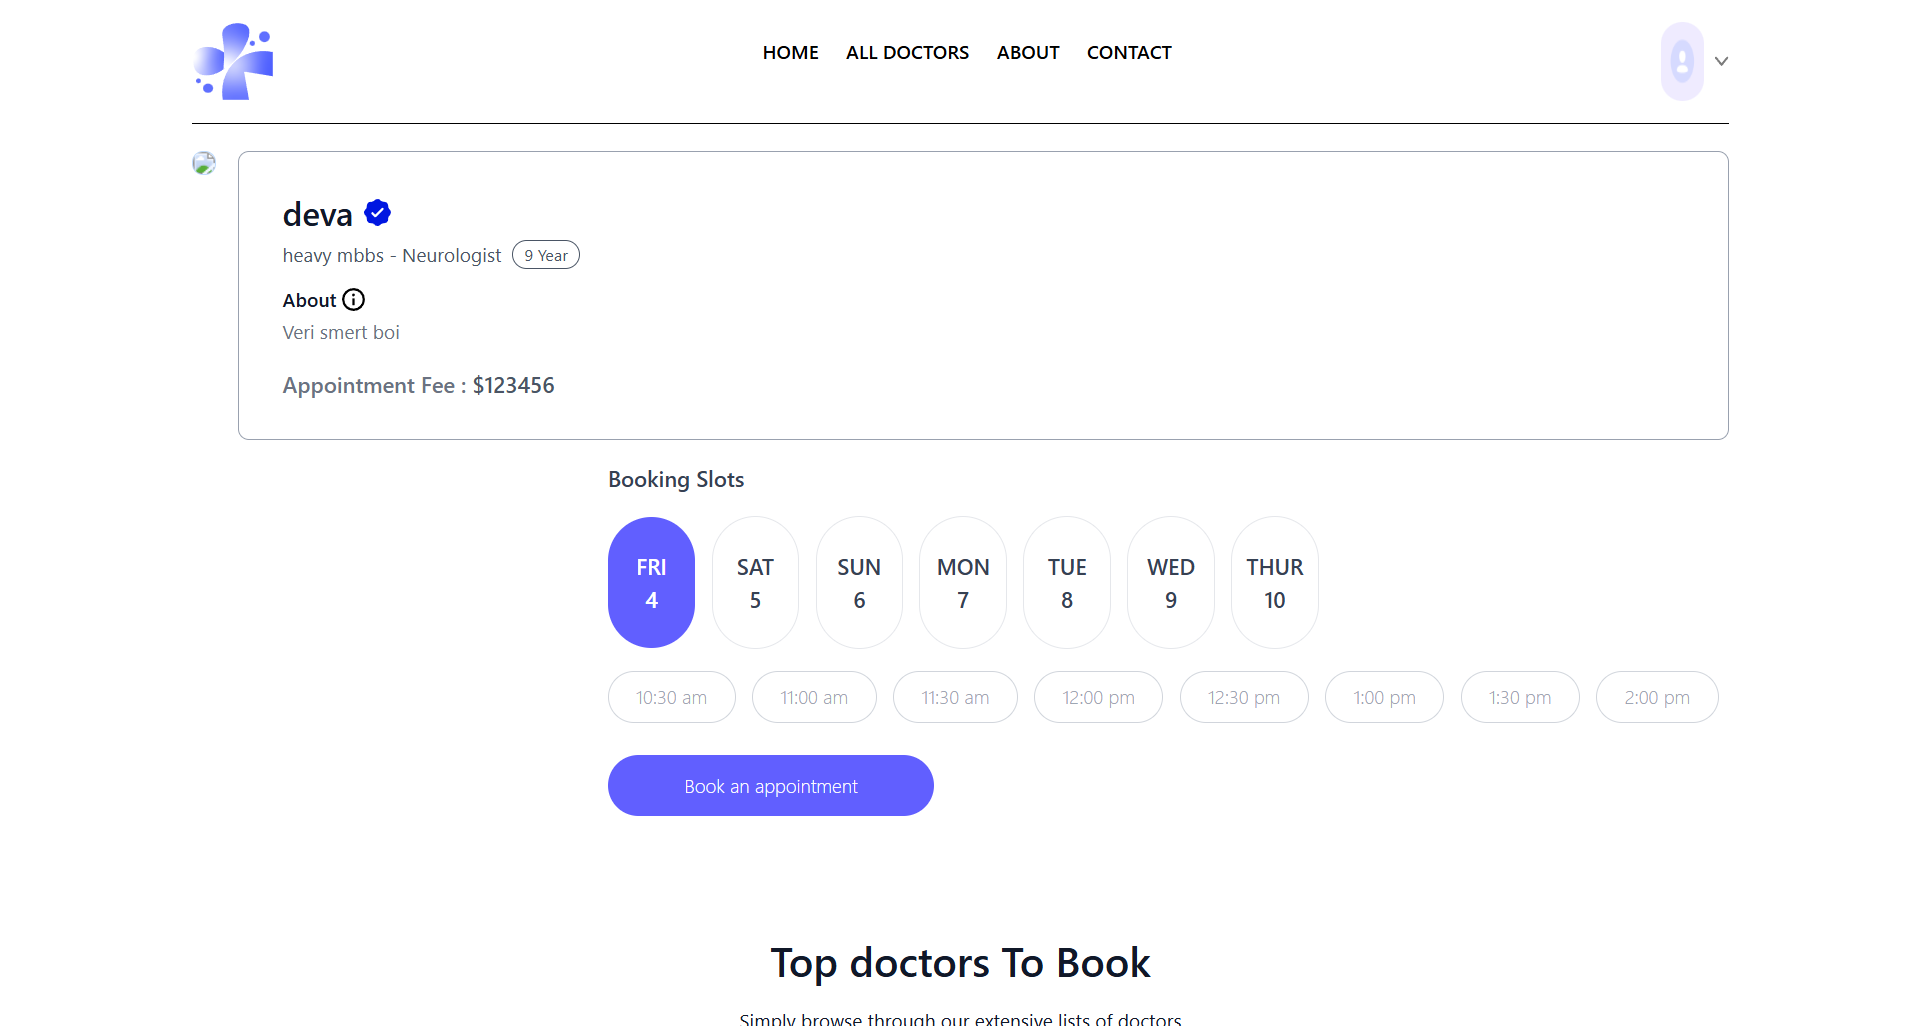 HOME ALL DOCTORS ABOUT CONTACT
deva
heavy mbbs - Neurologist 9 Year
About
Veri smert boi
Appointment Fee : $123456
Booking Slots
FRI SAT SUN MON TUE WED THUR
4 5 6 7 8 9 10
10:30 am 11:00 am 11:30 am 12:00 pm 12:30 pm 1:00 pm 1:30 pm 2:00 pm
Book an appointment
Top doctors To Book
Simply browse through our extensive lists of doctors